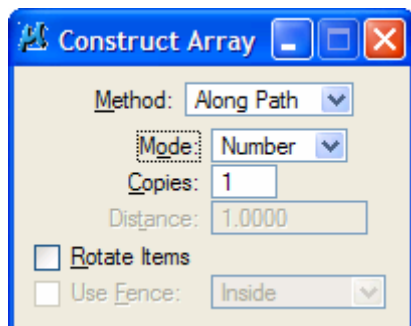 Construct Array
Method: Along Path
Mode: Number
Copies: 1
Distance: 1.0000
Rotate Items
Use Fence: Inside